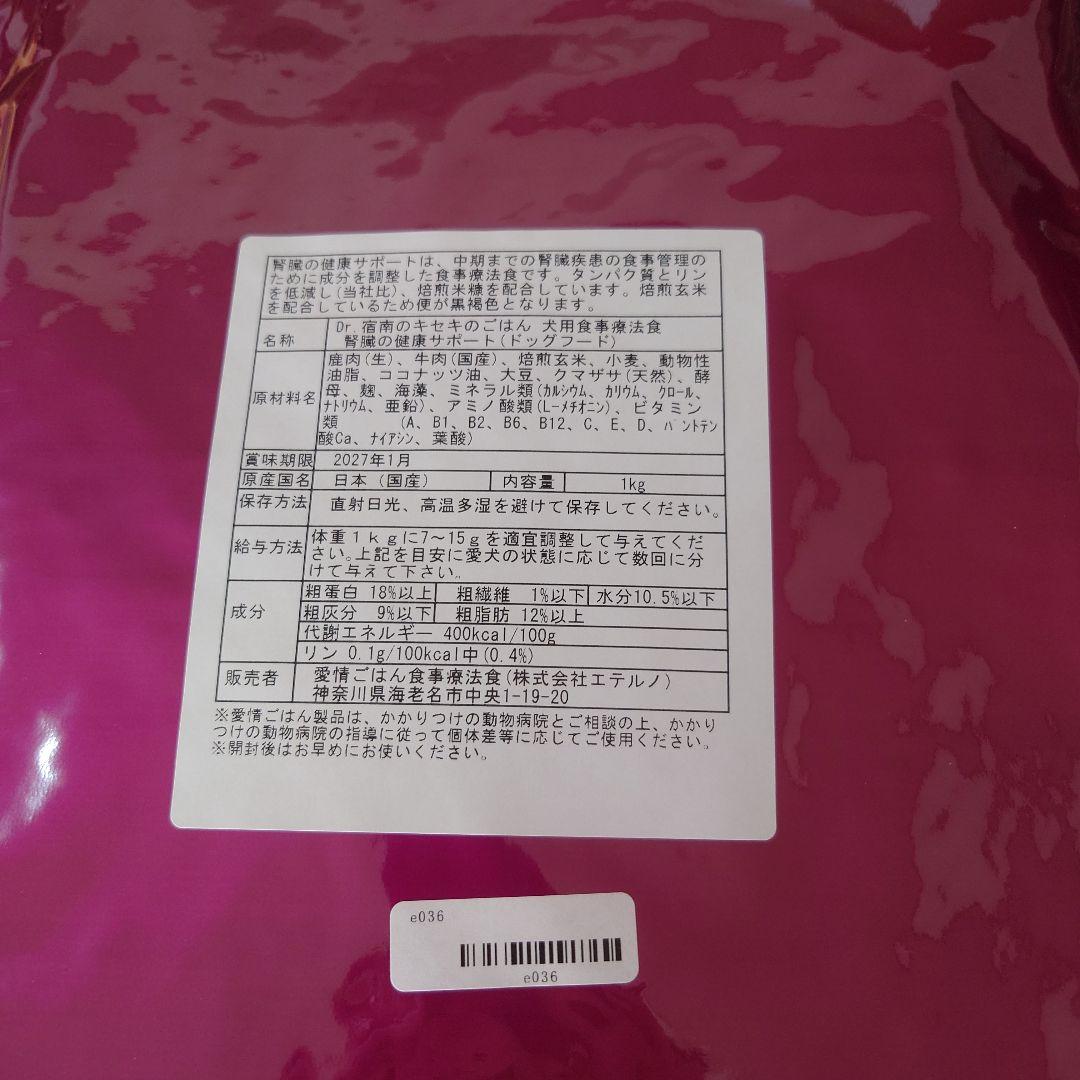 腎臓の健康サポートは、中期までの腎臓疾患の食事管理の
ために成分を調整した食事療法食です。タンパク質とリン
を低減し(当社比)、焙煎米糠を配合しています。焙煎玄米
を配合しているため便が黒褐色となります。
名称 Dr.宿南のキセキのごはん 犬用食事療法食
腎臓の健康サポート(ドッグフード)
原材料名 鹿肉(生)、牛肉(国産)、焙煎玄米、小麦、動物性
油脂、ココナッツ油、大豆、クマザサ(天然)、酵
母、麹、海藻、ミネラル類(カルシウム、カリウム、クロール、
ナトリウム、亜鉛)、アミノ酸類(L-メチオニン)、ビタミン
類 (A、B1、B2、B6、B12、C、E、D、パントテン
酸Ca、ナイアシン、葉酸)
賞味期限 2027年1月
原産国名 日本(国産) 内容量 1kg
保存方法 直射日光、高温多湿を避けて保存してください。
給与方法 体重1kgに7～15gを適宜調整して与えてくだ
さい。上記を目安に愛犬の状態に応じて数回に分
けて与えて下さい。
成分 粗蛋白 18%以上 粗繊維 1%以下 水分10.5%以下
粗灰分 9%以下 粗脂肪 12%以上
代謝エネルギー 400kcal/100g
リン 0.1g/100kcal中(0.4%)
販売者 愛情ごはん食事療法食(株式会社エテルノ)
神奈川県海老名市中央1-19-20
※愛情ごはん製品は、かかりつけの動物病院とご相談の上、かかり
つけの動物病院の指導に従って個体差等に応じてご使用ください。
※開封後はお早めにお使いください。
e036
e036